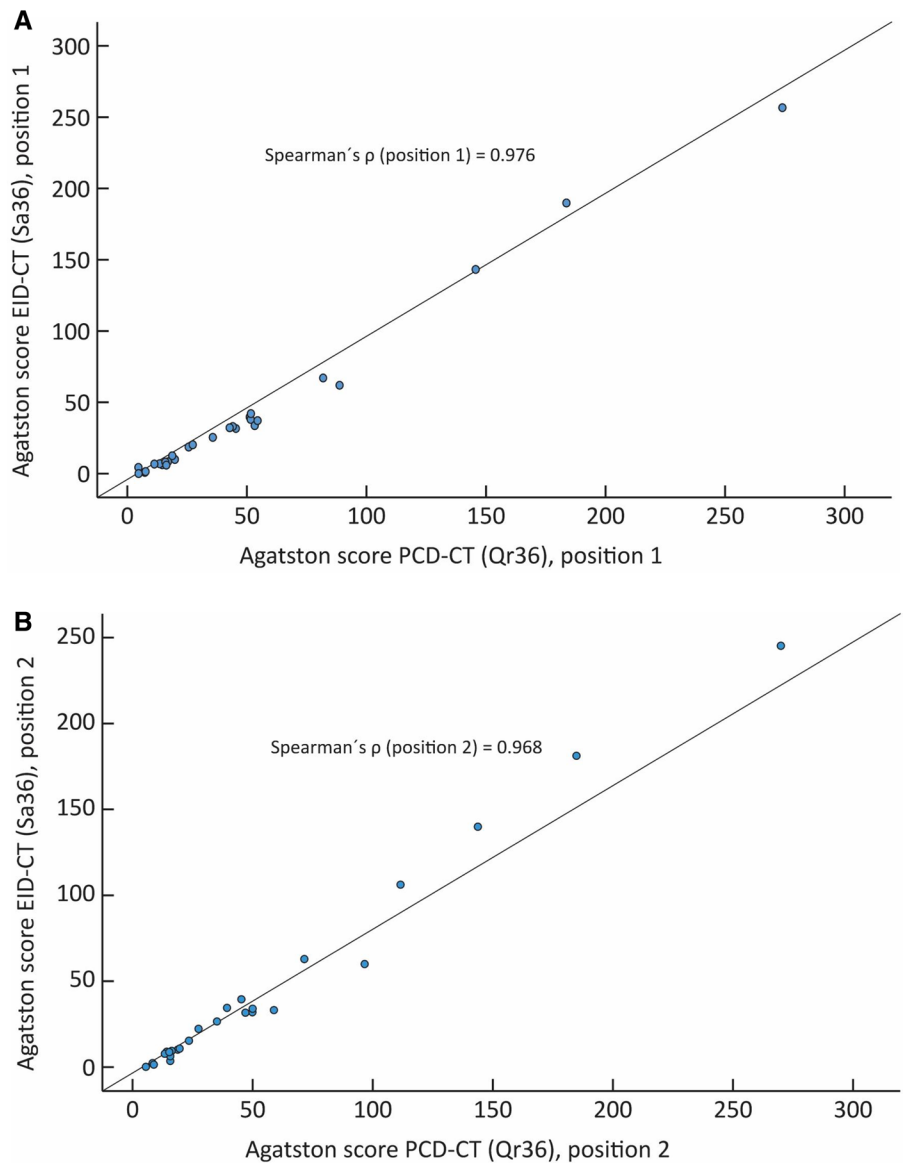 A
300
250
200
150
100
50
0
Agatston score EID-CT (Sa36), position 1
Spearman´s ρ (position 1) = 0.976
0 50 100 150 200 250 300
Agatston score PCD-CT (Qr36), position 1
B
250
200
150
100
50
0
Agatston score EID-CT (Sa36), position 2
Spearman´s ρ (position 2) = 0.968
0 50 100 150 200 250 300
Agatston score PCD-CT (Qr36), position 2